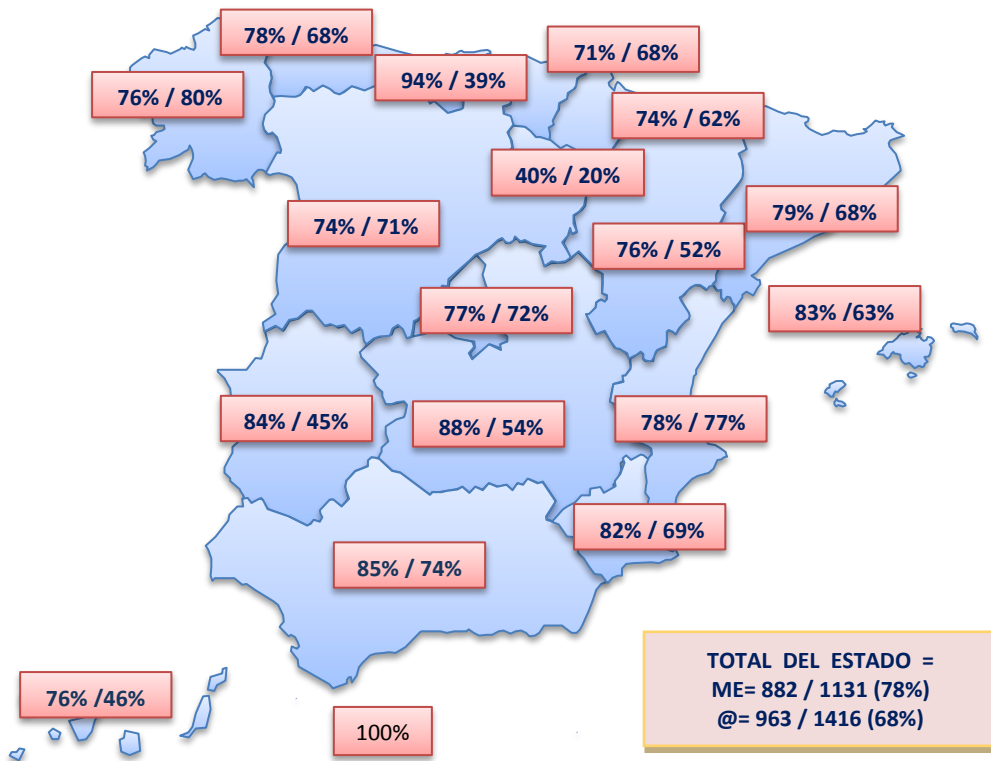 78% / 68%
71% / 68%
94% / 39%
76% / 80%
74% / 62%
40% / 20%
79% / 68%
74% / 71%
76% / 52%
77% / 72%
83% /63%
84% / 45%
88% / 54%
78% / 77%
82% / 69%
85% / 74%
TOTAL DEL ESTADO =
ME= 882 / 1131 (78%)
@= 963 / 1416 (68%)
76% /46%
100%